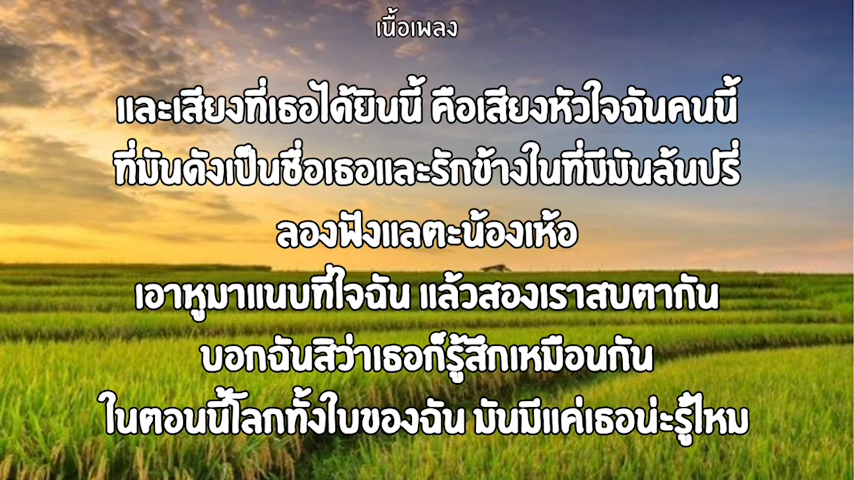 เนื้อเพลง
และเสียงที่เธอได้ยินนี้ คือเสียงหัวใจฉันคนนี้
ที่มันดังเป็นชื่อเธอและรักข้างในที่มีมันล้นปรี่
ลองฟังแลตะน้องเห้อ
เอาหูมาแนบที่ใจฉัน แล้วสองเราสบตากัน
บอกฉันสิว่าเธอก็รู้สึกเหมือนกัน
ในตอนนี้โลกทั้งใบของฉัน มันมีแค่เธอน่ะรู้ไหม